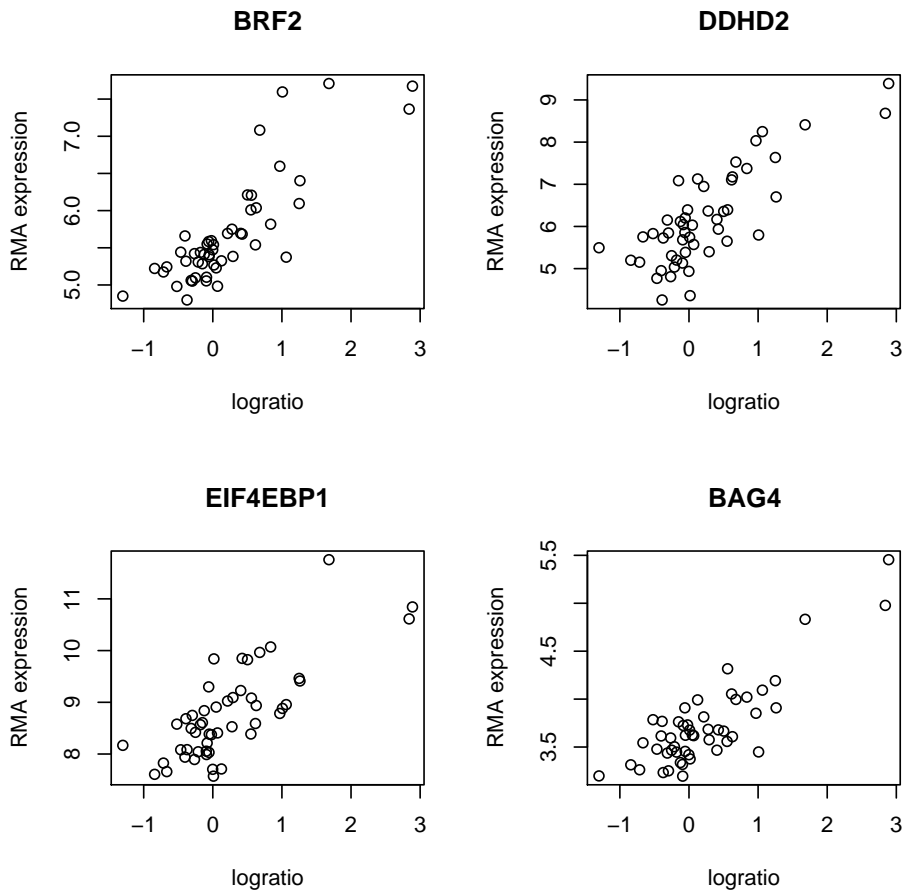 BRF2
RMA expression
5.0
6.0
7.0
−1
0
1
2
3
logratio
DDHD2
RMA expression
5
6
7
8
9
−1
0
1
2
3
logratio
EIF4EBP1
RMA expression
8
9
10
11
−1
0
1
2
3
logratio
BAG4
RMA expression
3.5
4.5
5.5
−1
0
1
2
3
logratio